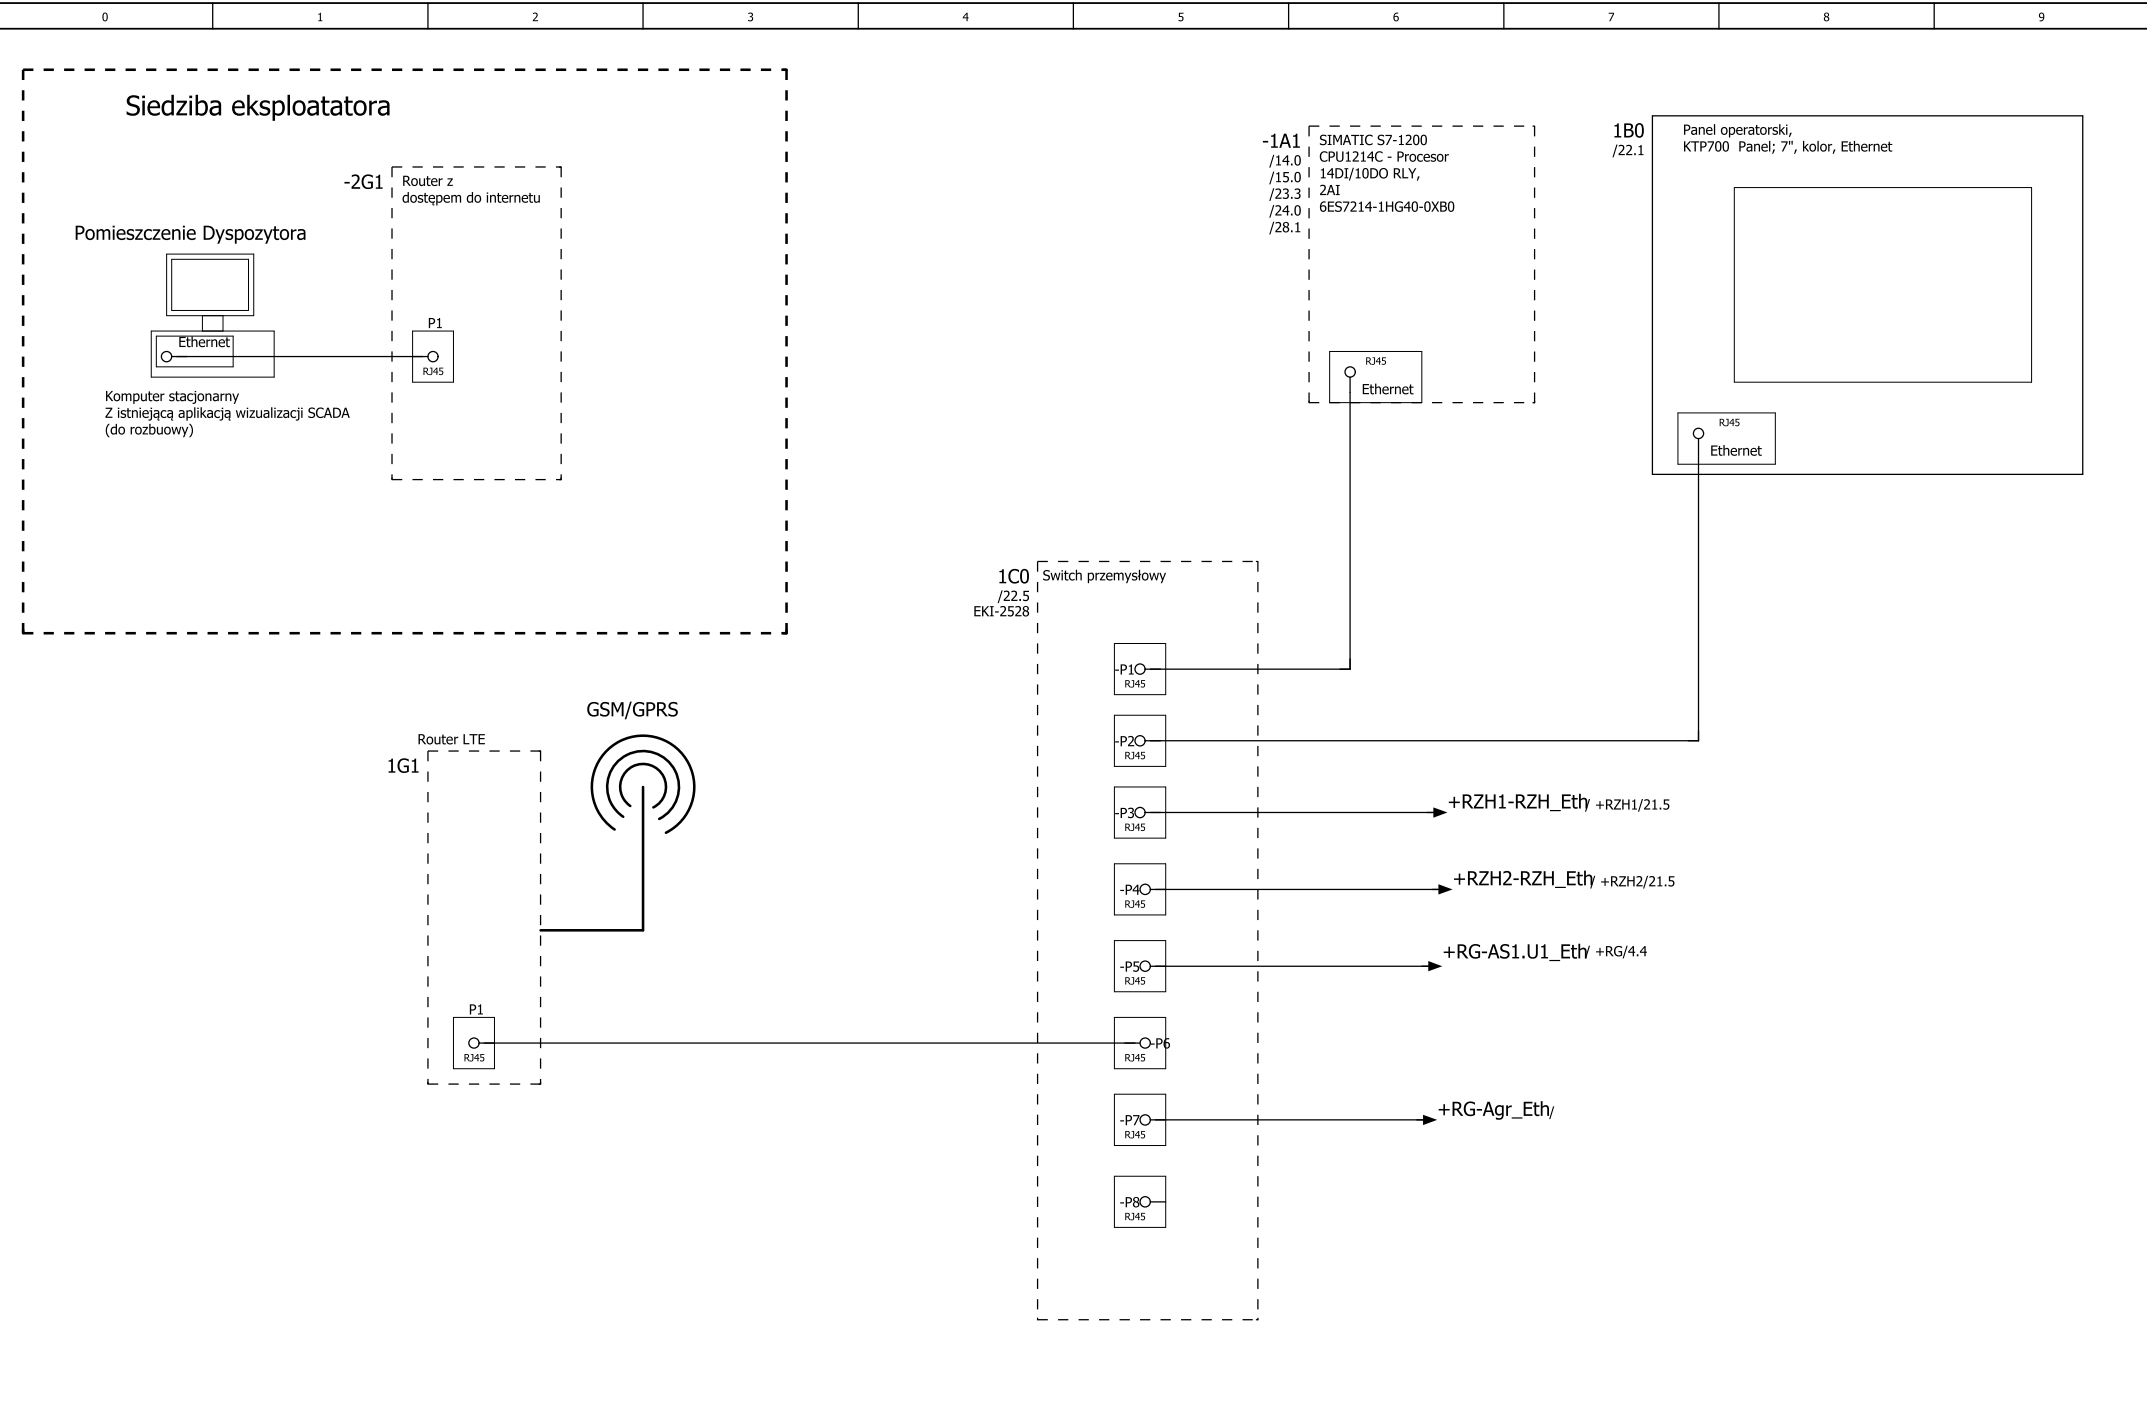 0 1 2 3 4 5 6 7 8 9
Siedziba eksploatatora
-2G1
Router z
dostępem do internetu
Pomieszczenie Dyspozytora
Ethernet
P1
RJ45
Komputer stacjonarny
Z istniejącą aplikacją wizualizacji SCADA
(do rozbuowy)
-1A1
/14.0
/15.0
/23.3
/24.0
/28.1
SIMATIC S7-1200
CPU1214C - Procesor
14DI/10DO RLY,
2AI
6ES7214-1HG40-0XB0
RJ45
Ethernet
1B0
/22.1
Panel operatorski,
KTP700 Panel; 7", kolor, Ethernet
RJ45
Ethernet
1C0
/22.5
EKI-2528
Switch przemysłowy
-P1
RJ45
-P2
RJ45
-P3
RJ45
+RZH1-RZH_Eth/ +RZH1/21.5
-P4
RJ45
+RZH2-RZH_Eth/ +RZH2/21.5
-P5
RJ45
+RG-AS1.U1_Eth/ +RG/4.4
-P6
RJ45
-P7
RJ45
+RG-Agr_Eth/
-P8
RJ45
GSM/GPRS
Router LTE
1G1
P1
RJ45